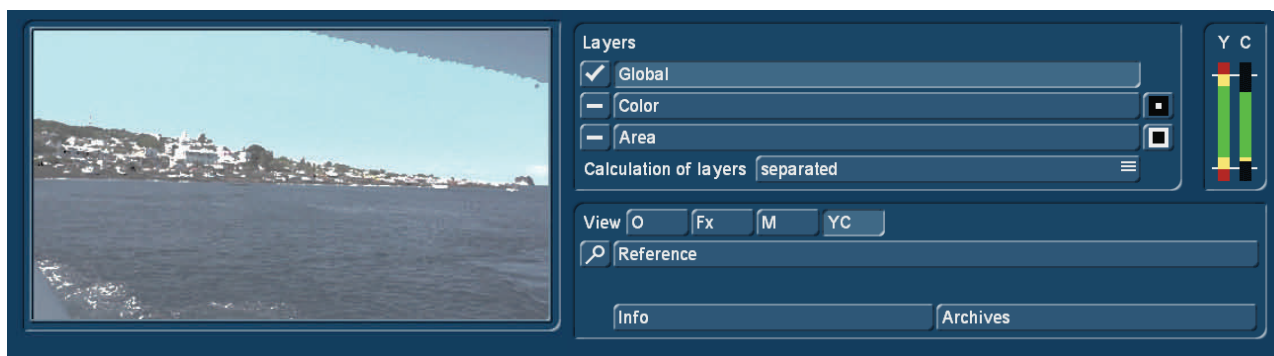 Layers
Y C
Global
Color
Area
Calculation of layers separated
View O Fx M YC
Reference
Info Archives